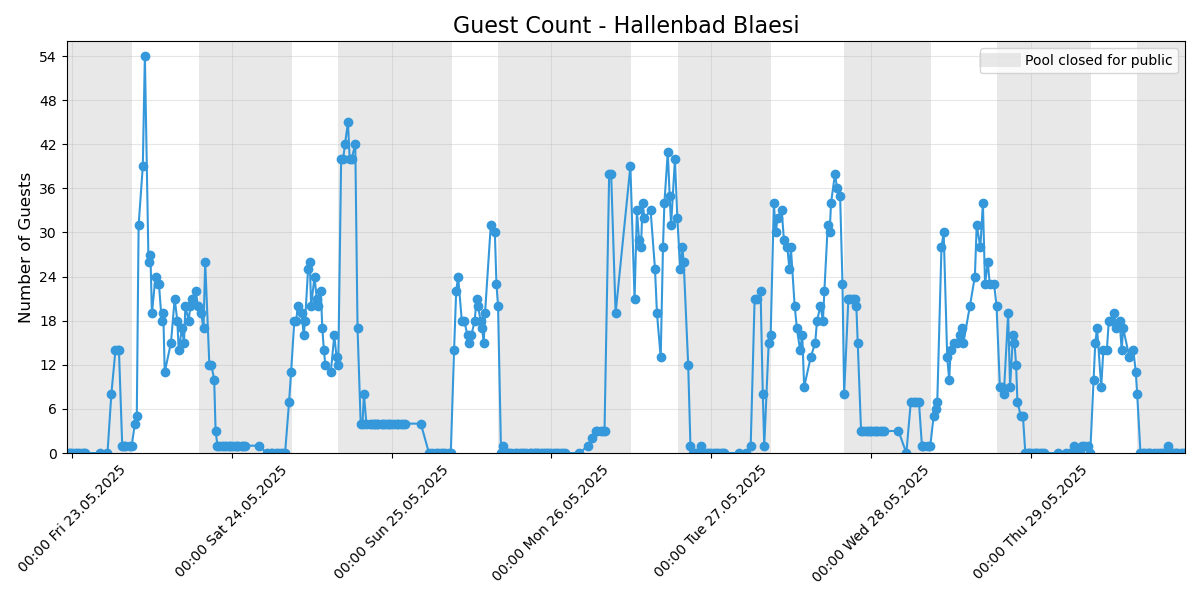 Guest Count - Hallenbad Blaesi
Pool closed for public
Number of Guests
54
48
42
36
30
24
18
12
6
0
00:00 Fri 23.05.2025
00:00 Sat 24.05.2025
00:00 Sun 25.05.2025
00:00 Mon 26.05.2025
00:00 Tue 27.05.2025
00:00 Wed 28.05.2025
00:00 Thu 29.05.2025